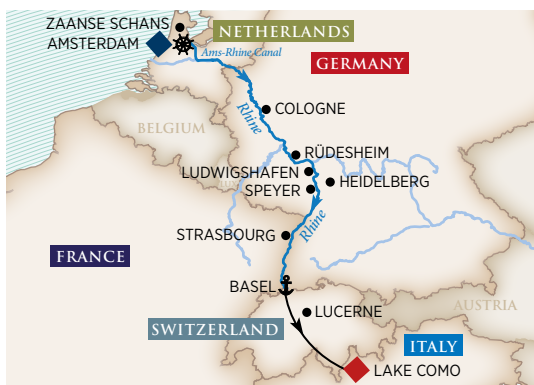 ZAANSE SCHANS
NETHERLANDS
AMSTERDAM
Ams-Rhine Canal
GERMANY
Rhine
COLOGNE
BELGIUM
RÜDESHEIM
LUDWIGSHAFEN
SPEYER
HEIDELBERG
Rhine
STRASBOURG
FRANCE
BASEL
AUSTRIA
LUCERNE
SWITZERLAND
ITALY
LAKE COMO